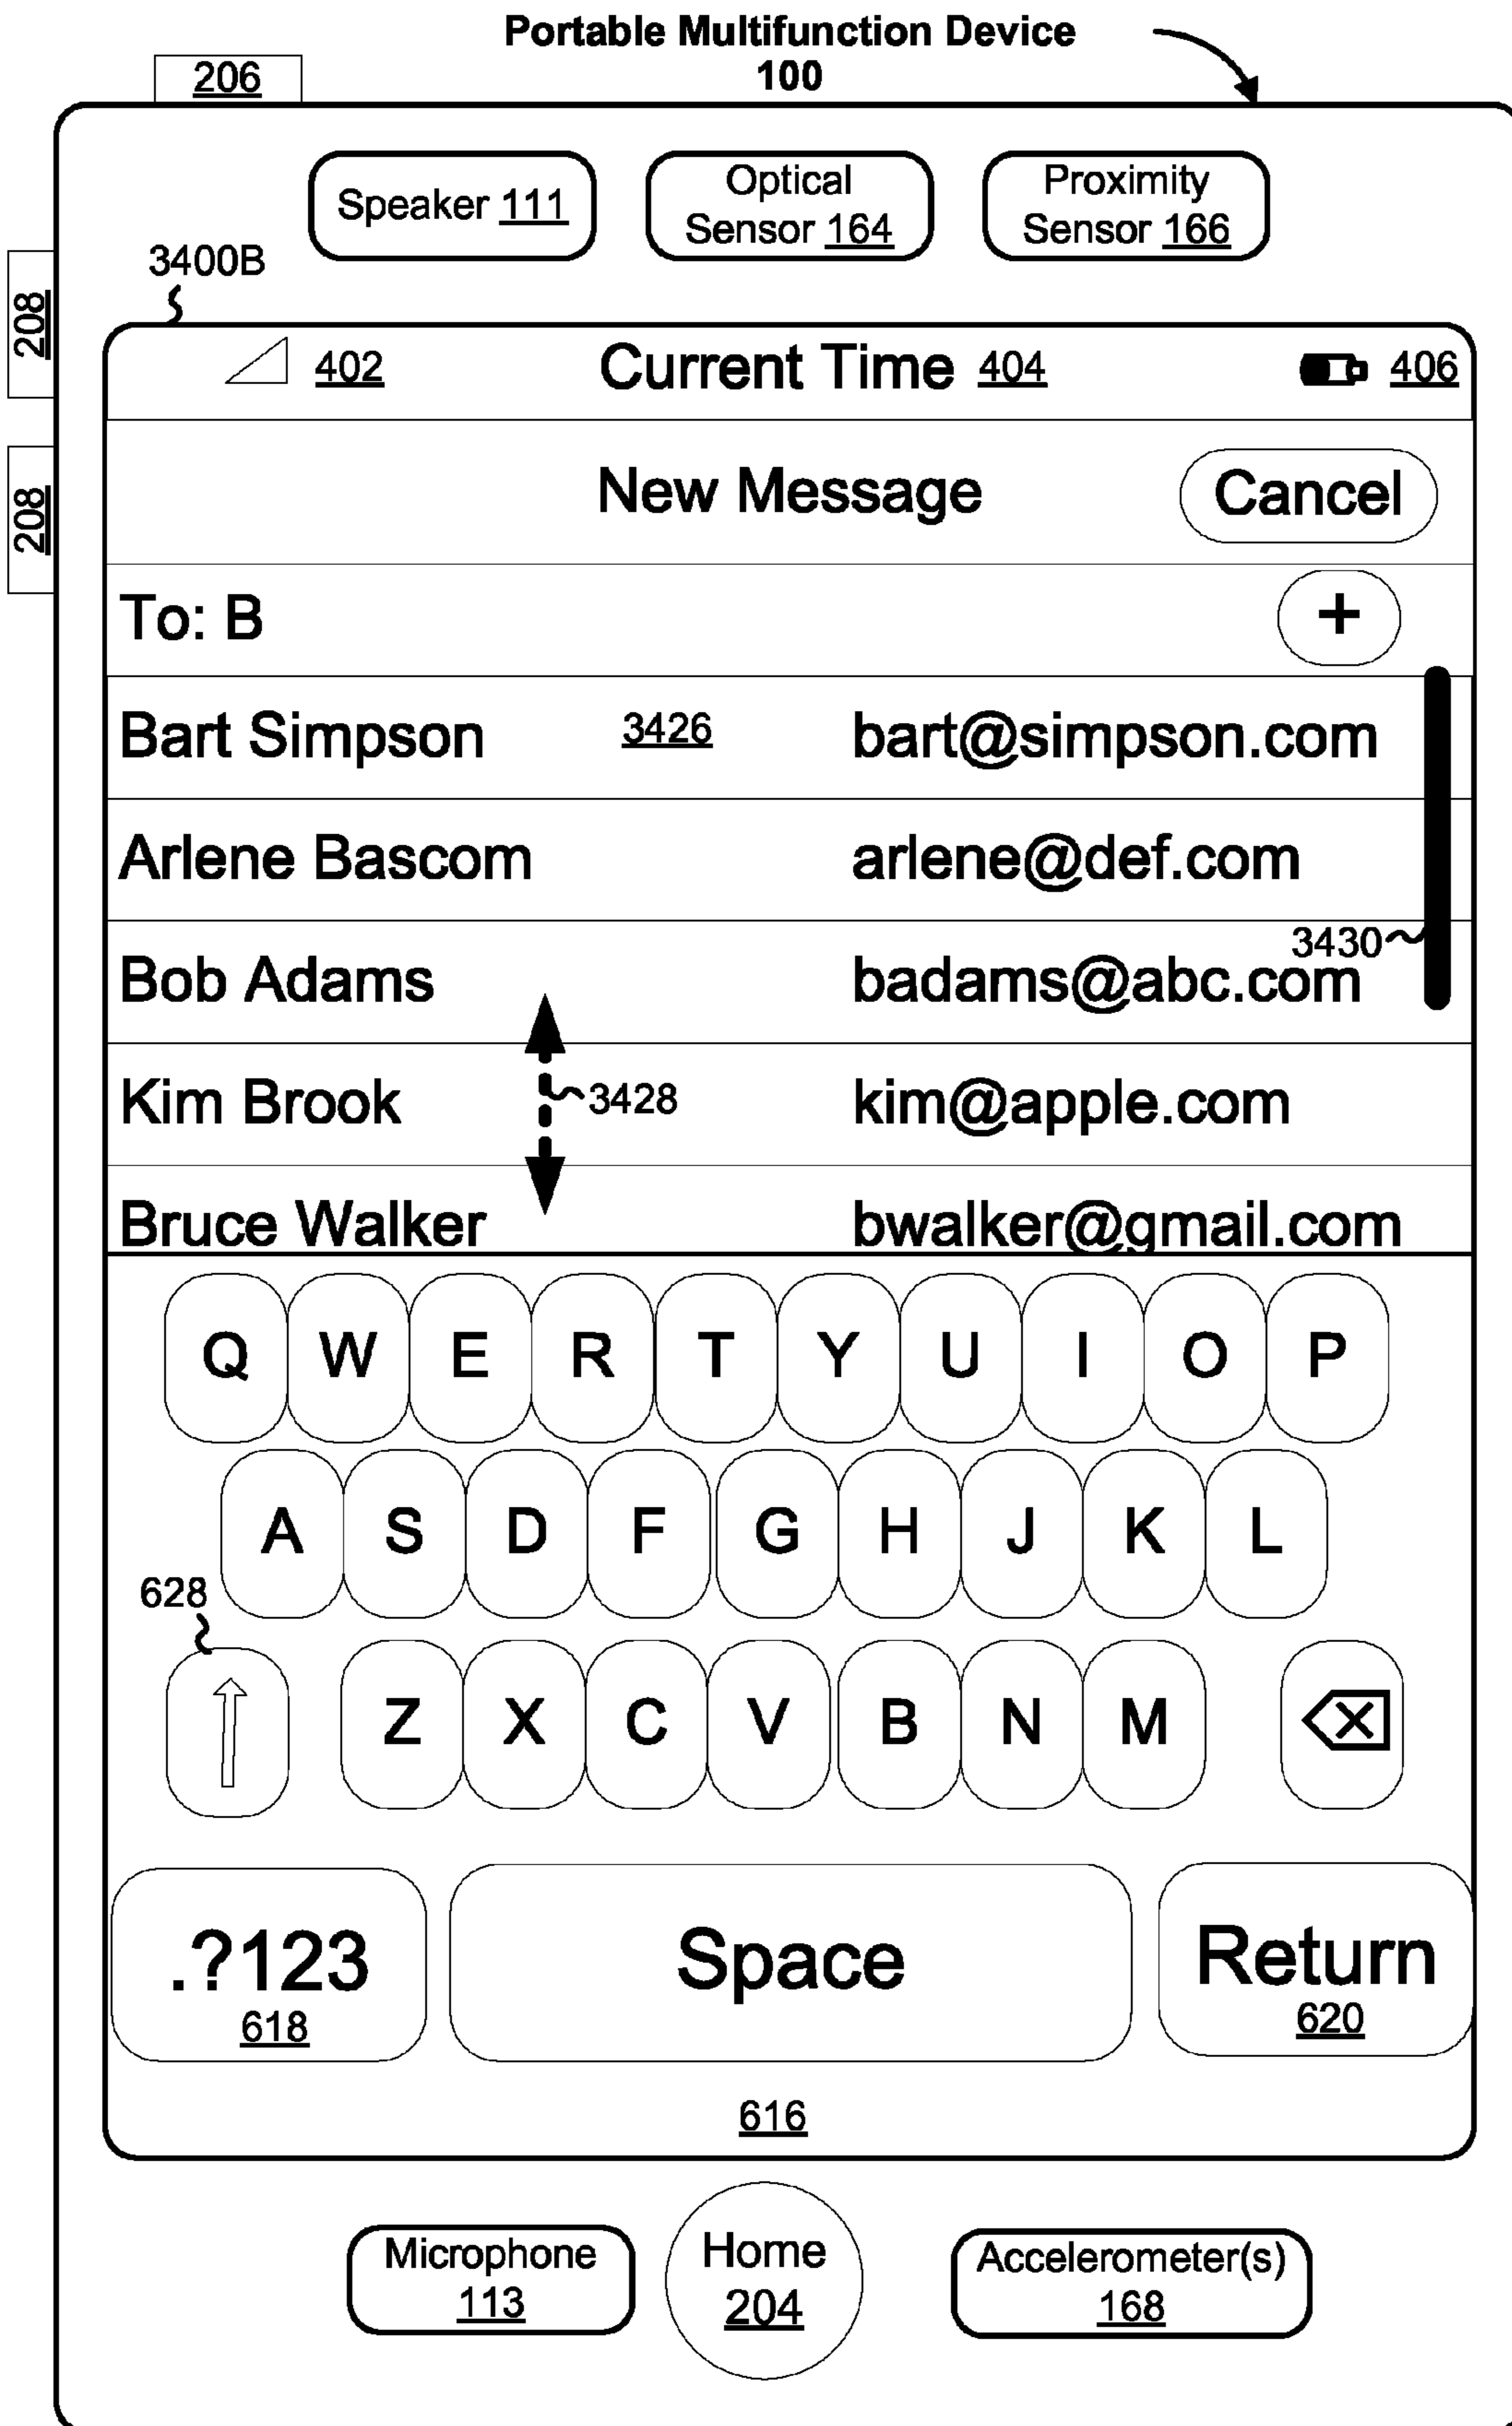 Portable Multifunction Device
100
206
Speaker 111
Optical
Sensor 164
Proximity
Sensor 166
3400B
208
208
402 Current Time 404 406
New Message Cancel
To: B +
Bart Simpson 3426 bart@simpson.com
Arlene Bascom arlene@def.com
3430
Bob Adams badams@abc.com
Kim Brook 3428 kim@apple.com
Bruce Walker bwalker@gmail.com
Q W E R T Y U I O P
A S D F G H J K L
628
Z X C V B N M
.?123
618
Space
Return
620
616
Microphone
113
Home
204
Accelerometer(s)
168